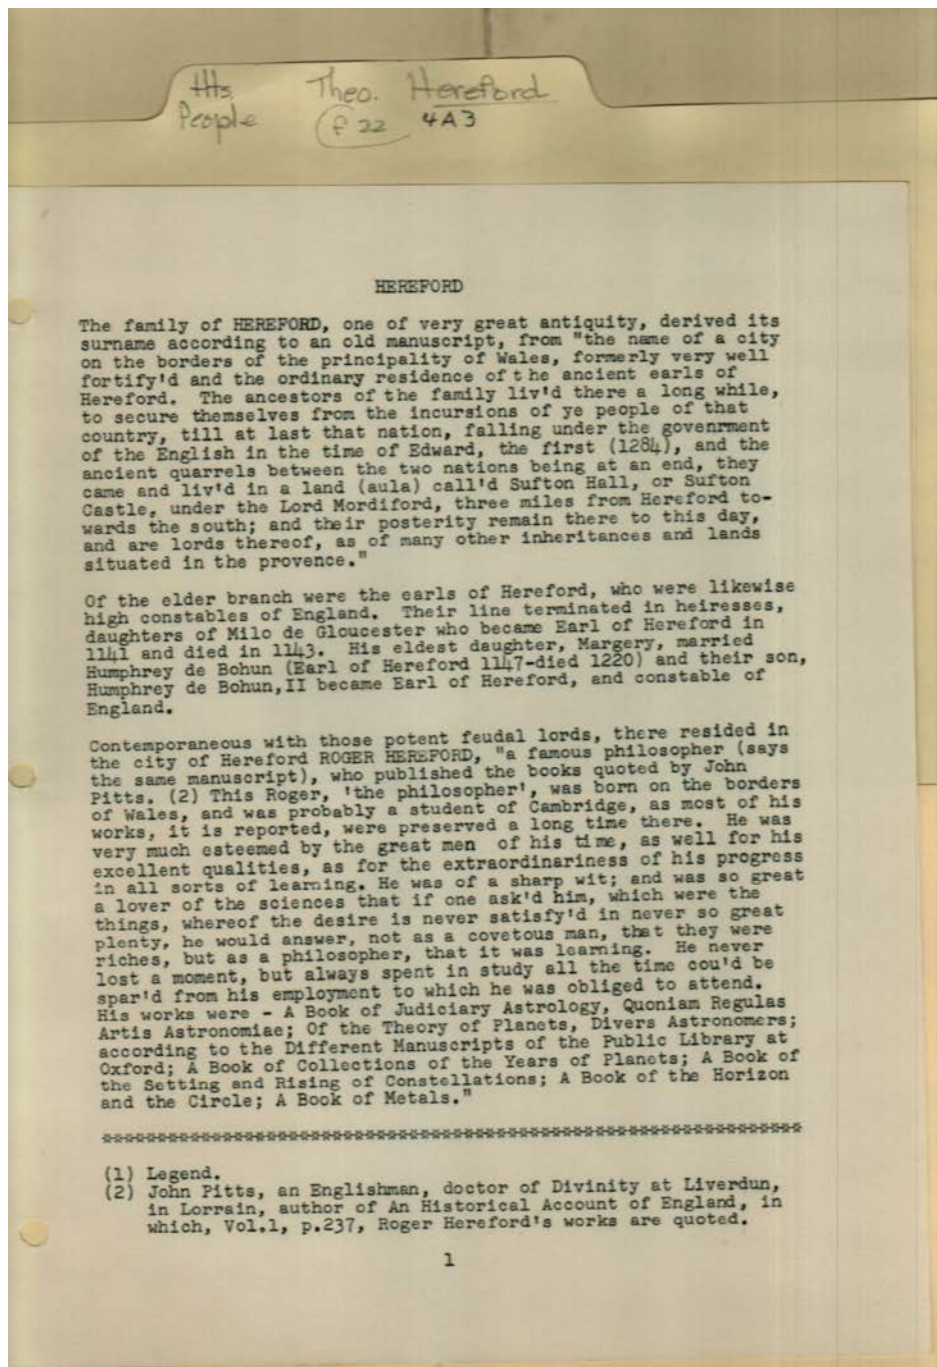 Hts. Theo. Hereford
People f 22 4A3
HEREFORD
The family of HEREFORD, one of very great antiquity, derived its
surname according to an old manuscript, from "the name of a city
on the borders of the principality of Wales, formerly very well
fortify'd and the ordinary residence of the ancient earls of
Hereford. The ancestors of the family liv'd there a long while,
to secure themselves from the incursions of ye people of that
country, till at last that nation, falling under the govenrment
of the English in the time of Edward, the first (1284), and the
ancient quarrels between the two nations being at an end, they
came and liv'd in a land (aula) call'd Sufton Hall, or Sufton
Castle, under the Lord Mordiford, three miles from Hereford to-
wards the south; and their posterity remain there to this day,
and are lords thereof, as of many other inheritances and lands
situated in the provence."
Of the elder branch were the earls of Hereford, who were likewise
high constables of England. Their line terminated in heiresses,
daughters of Milo de Gloucester who became Earl of Hereford in
1141 and died in 1143. His eldest daughter, Margery, married
Humphrey de Bohun (Earl of Hereford 1147-died 1220) and their son,
Humphrey de Bohun,II became Earl of Hereford, and constable of
England.
Contemporaneous with those potent feudal lords, there resided in
the city of Hereford ROGER HEREFORD, "a famous philosopher (says
the same manuscript), who published the books quoted by John
Pitts. (2) This Roger, 'the philosopher', was born on the borders
of Wales, and was probably a student of Cambridge, as most of his
works, it is reported, were preserved a long time there. He was
very much esteemed by the great men of his time, as well for his
excellent qualities, as for the extraordinariness of his progress
in all sorts of learning. He was of a sharp wit; and was so great
a lover of the sciences that if one ask'd him, which were the
things, whereof the desire is never satisfy'd in never so great
plenty, he would answer, not as a covetous man, that they were
riches, but as a philosopher, that it was learning. He never
lost a moment, but always spent in study all the time cou'd be
spar'd from his employment to which he was obliged to attend.
His works were - A Book of Judiciary Astrology, Quoniam Regulas
Artis Astronomiae; Of the Theory of Planets, Divers Astronomers;
according to the Different Manuscripts of the Public Library at
Oxford; A Book of Collections of the Years of Planets; A Book of
the Setting and Rising of Constellations; A Book of the Horizon
and the Circle; A Book of Metals."
(1) Legend.
(2) John Pitts, an Englishman, doctor of Divinity at Liverdun,
in Lorrain, author of An Historical Account of England, in
which, Vol.1, p.237, Roger Hereford's works are quoted.
1